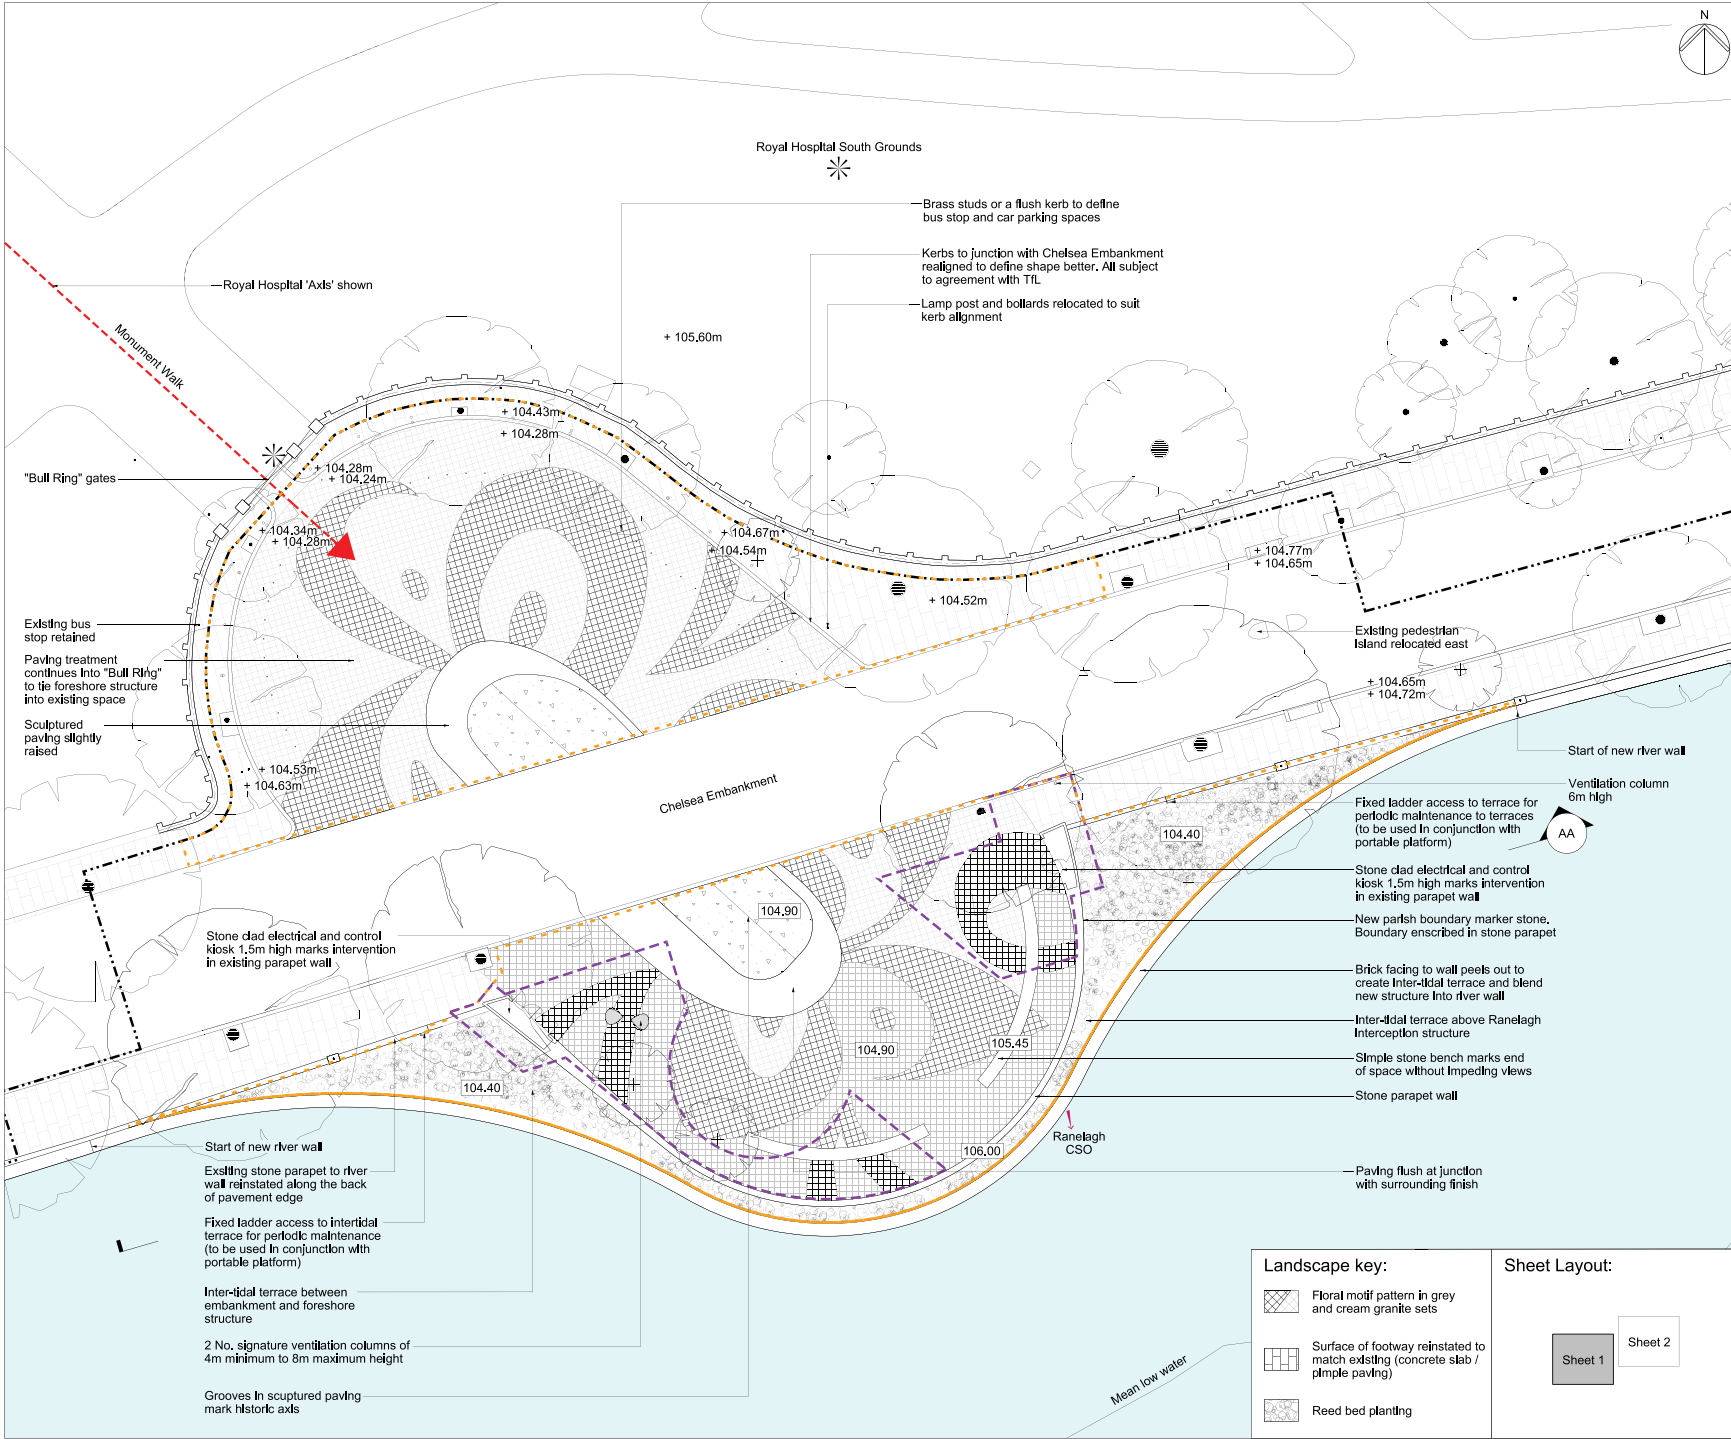 N
Royal Hospital South Grounds
Brass studs or a flush kerb to define
bus stop and car parking spaces
Kerbs to junction with Chelsea Embankment
realigned to define shape better. All subject
to agreement with TfL
Lamp post and bollards relocated to suit
kerb alignment
Royal Hospital 'Axis' shown
Monument Walk
+ 105.60m
+ 104.43m
+ 104.28m
+ 104.28m
+ 104.24m
"Bull Ring" gates
+ 104.34m
+ 104.28m
+ 104.67m
+ 104.54m
+ 104.77m
+ 104.65m
+ 104.52m
Existing bus
stop retained
Paving treatment
continues into "Bull Ring"
to tie foreshore structure
into existing space
Sculptured
paving slightly
raised
+ 104.53m
+ 104.63m
Existing pedestrian
island relocated east
+ 104.65m
+ 104.72m
Start of new river wall
Chelsea Embankment
Ventilation column
6m high
Fixed ladder access to terrace for
periodic maintenance to terraces
(to be used in conjunction with
portable platform)
AA
104.40
Stone clad electrical and control
kiosk 1.5m high marks intervention
in existing parapet wall
New parish boundary marker stone.
Boundary enscribed in stone parapet
104.90
Stone clad electrical and control
kiosk 1.5m high marks intervention
in existing parapet wall
Brick facing to wall peels out to
create inter-tidal terrace and blend
new structure into river wall
Inter-tidal terrace above Ranelagh
Interception structure
105.45
104.90
Simple stone bench marks end
of space without impeding views
104.40
Stone parapet wall
Ranelagh
CSO
106.00
Paving flush at junction
with surrounding finish
Start of new river wall
Exsiting stone parapet to river
wall reinstated along the back
of pavement edge
Fixed ladder access to intertidal
terrace for periodic maintenance
(to be used in conjunction with
portable platform)
Inter-tidal terrace between
embankment and foreshore
structure
2 No. signature ventilation columns of
4m minimum to 8m maximum height
Grooves in scuptured paving
mark historic axis
Mean low water
Landscape key:
Floral motif pattern in grey
and cream granite sets
Surface of footway reinstated to
match existing (concrete slab /
pimple paving)
Reed bed planting
Sheet Layout:
Sheet 1
Sheet 2